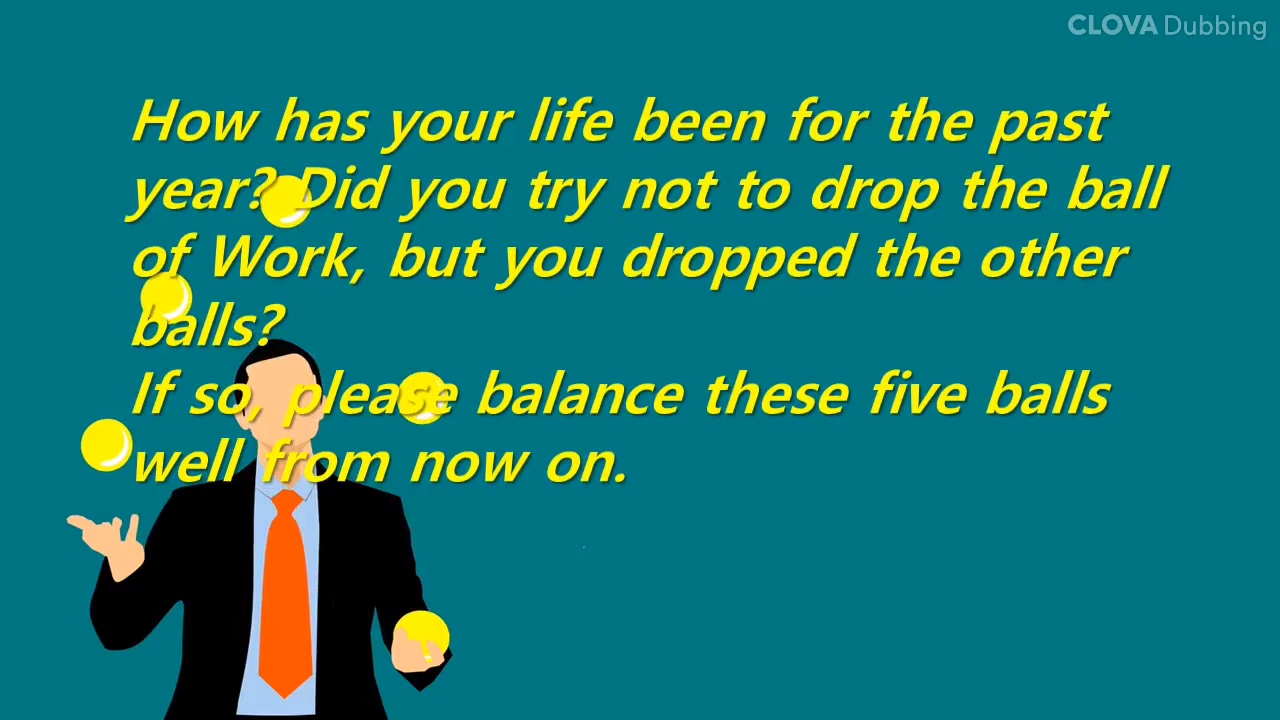 CLOVA Dubbing
How has your life been for the past
year? Did you try not to drop the ball
of Work, but you dropped the other
balls?
If so, please balance these five balls
well from now on.